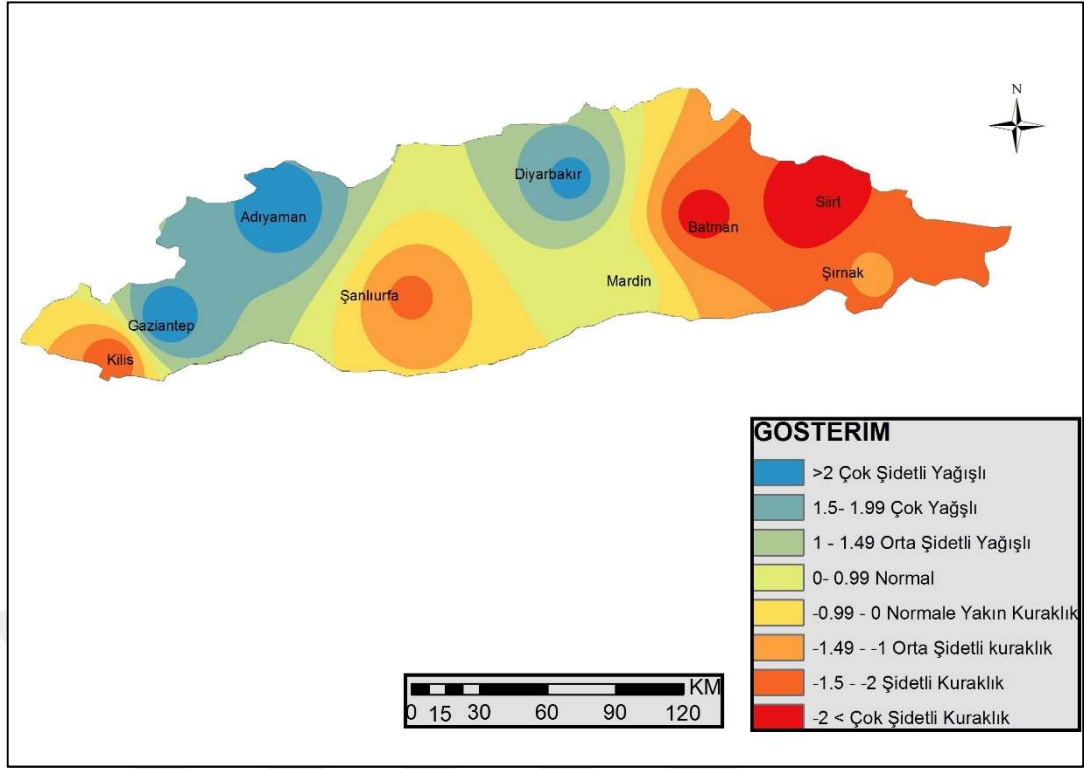 N
Diyarbakır
Adıyaman
Siirt
Batman
Şırnak
Mardin
Şanlıurfa
Gaziantep
Kilis
GÖSTERİM
>2 Çok Şidetli Yağışlı
1.5- 1.99 Çok Yağşlı
1 - 1.49 Orta Şidetli Yağışlı
0- 0.99 Normal
-0.99 - 0 Normale Yakın Kuraklık
-1.49 - -1 Orta Şidetli kuraklık
-1.5 - -2 Şidetli Kuraklık
-2 < Çok Şidetli Kuraklık
KM
0 15 30 60 90 120